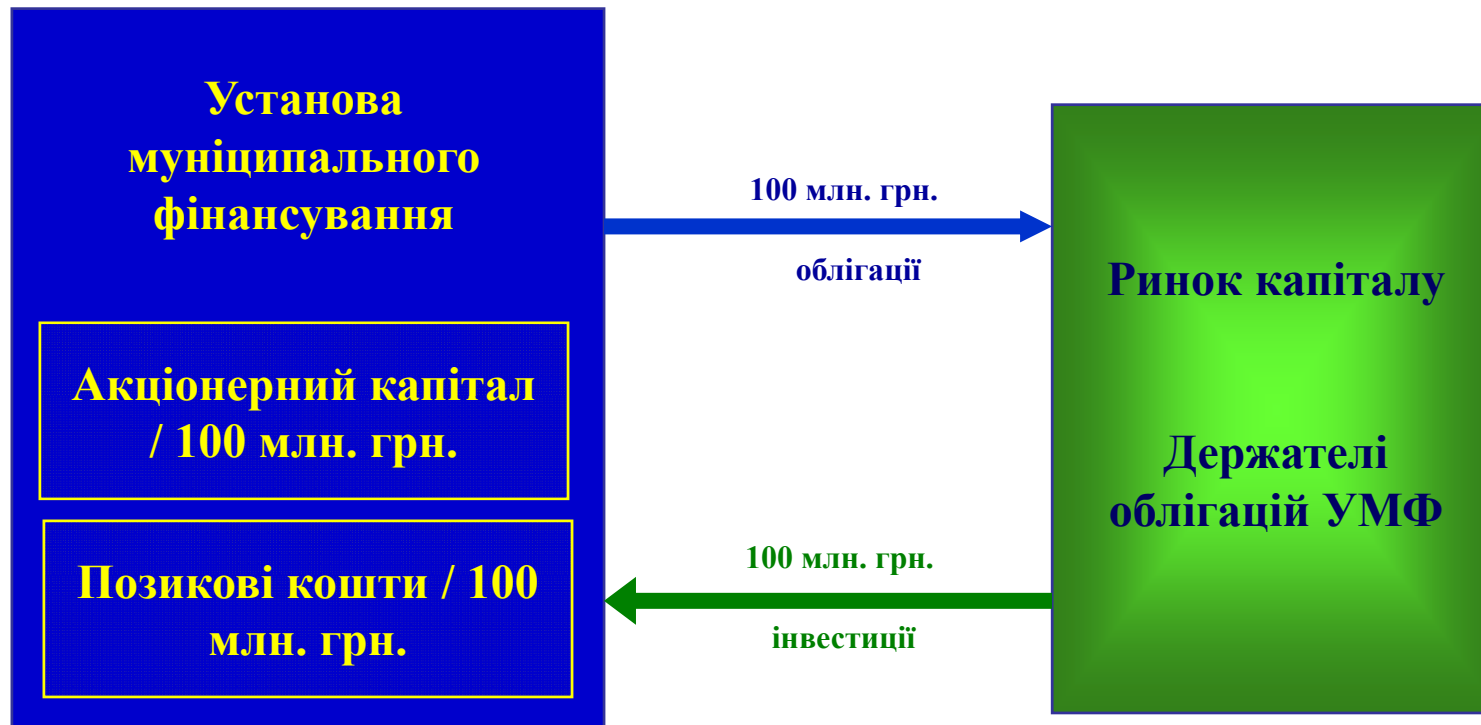 Установа
муніципального
фінансування
Акціонерний капітал
/ 100 млн. грн.
Позикові кошти / 100
млн. грн.
100 млн. грн.
облігації
100 млн. грн.
інвестиції
Ринок капіталу
Держателі
облігацій УМФ